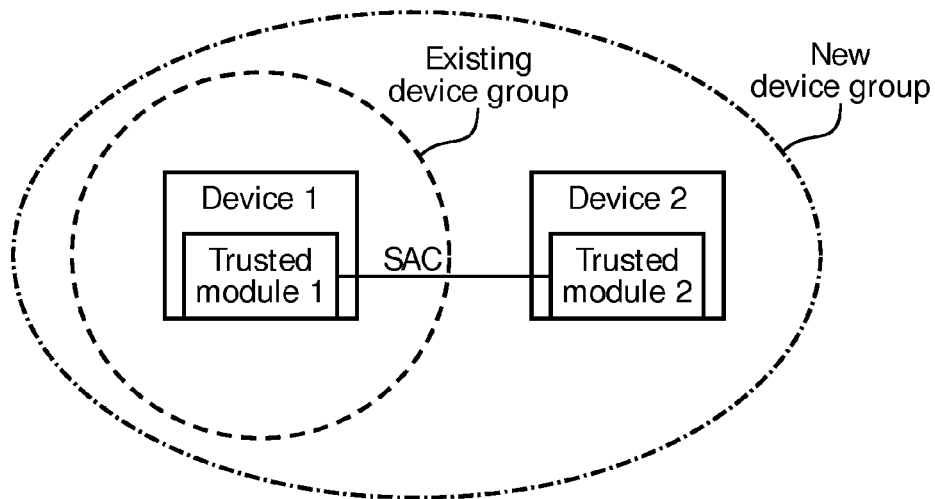 Existing
device group
New
device group
Device 1
Trusted
module 1
SAC
Device 2
Trusted
module 2